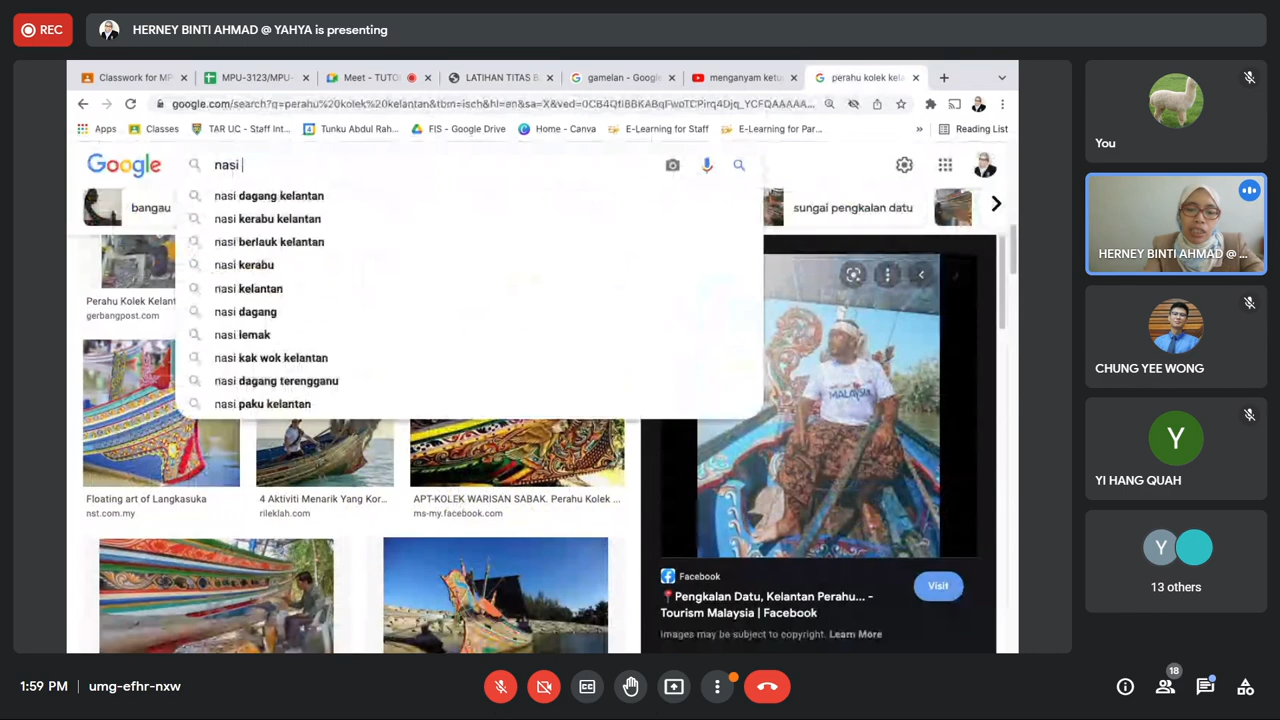 REC
HERNEY BINTI AHMAD @ YAHYA is presenting
Classwork for MP
MPU-3123/MPU-
Meet - TUTO
LATIHAN TITAS B
gamelan - Google
menganyam ketu
perahu kolek kela
google.com/search?q=perahu%20kolek%20kelantan&tbm=isch&hl=en&sa=X&ved=0CB4QtI8BKABqFwoTCPirq4Djq_YCFQAAAA...
Apps
Classes
TAR UC - Staff Int...
Tunku Abdul Rah...
FIS - Google Drive
Home - Canva
E-Learning for Staff
E-Learning for Par...
»
Reading List
Google
nasi
nasi dagang kelantan
nasi kerabu kelantan
nasi berlauk kelantan
nasi kerabu
nasi kelantan
nasi dagang
nasi lemak
nasi kak wok kelantan
nasi dagang terengganu
nasi paku kelantan
bangau
sungai pengkalan datu
Perahu Kolek Kelant
gerbangpost.com
Floating art of Langkasuka
nst.com.my
4 Aktiviti Menarik Yang Kor...
rileklah.com
APT-KOLEK WARISAN SABAK. Perahu Kolek ...
ms-my.facebook.com
MALAYSIA
Facebook
Pengkalan Datu, Kelantan Perahu... -
Tourism Malaysia | Facebook
Visit
Images may be subject to copyright. Learn More
You
HERNEY BINTI AHMAD @ ...
CHUNG YEE WONG
Y
YI HANG QUAH
Y
13 others
1:59 PM
umg-efhr-nxw
18